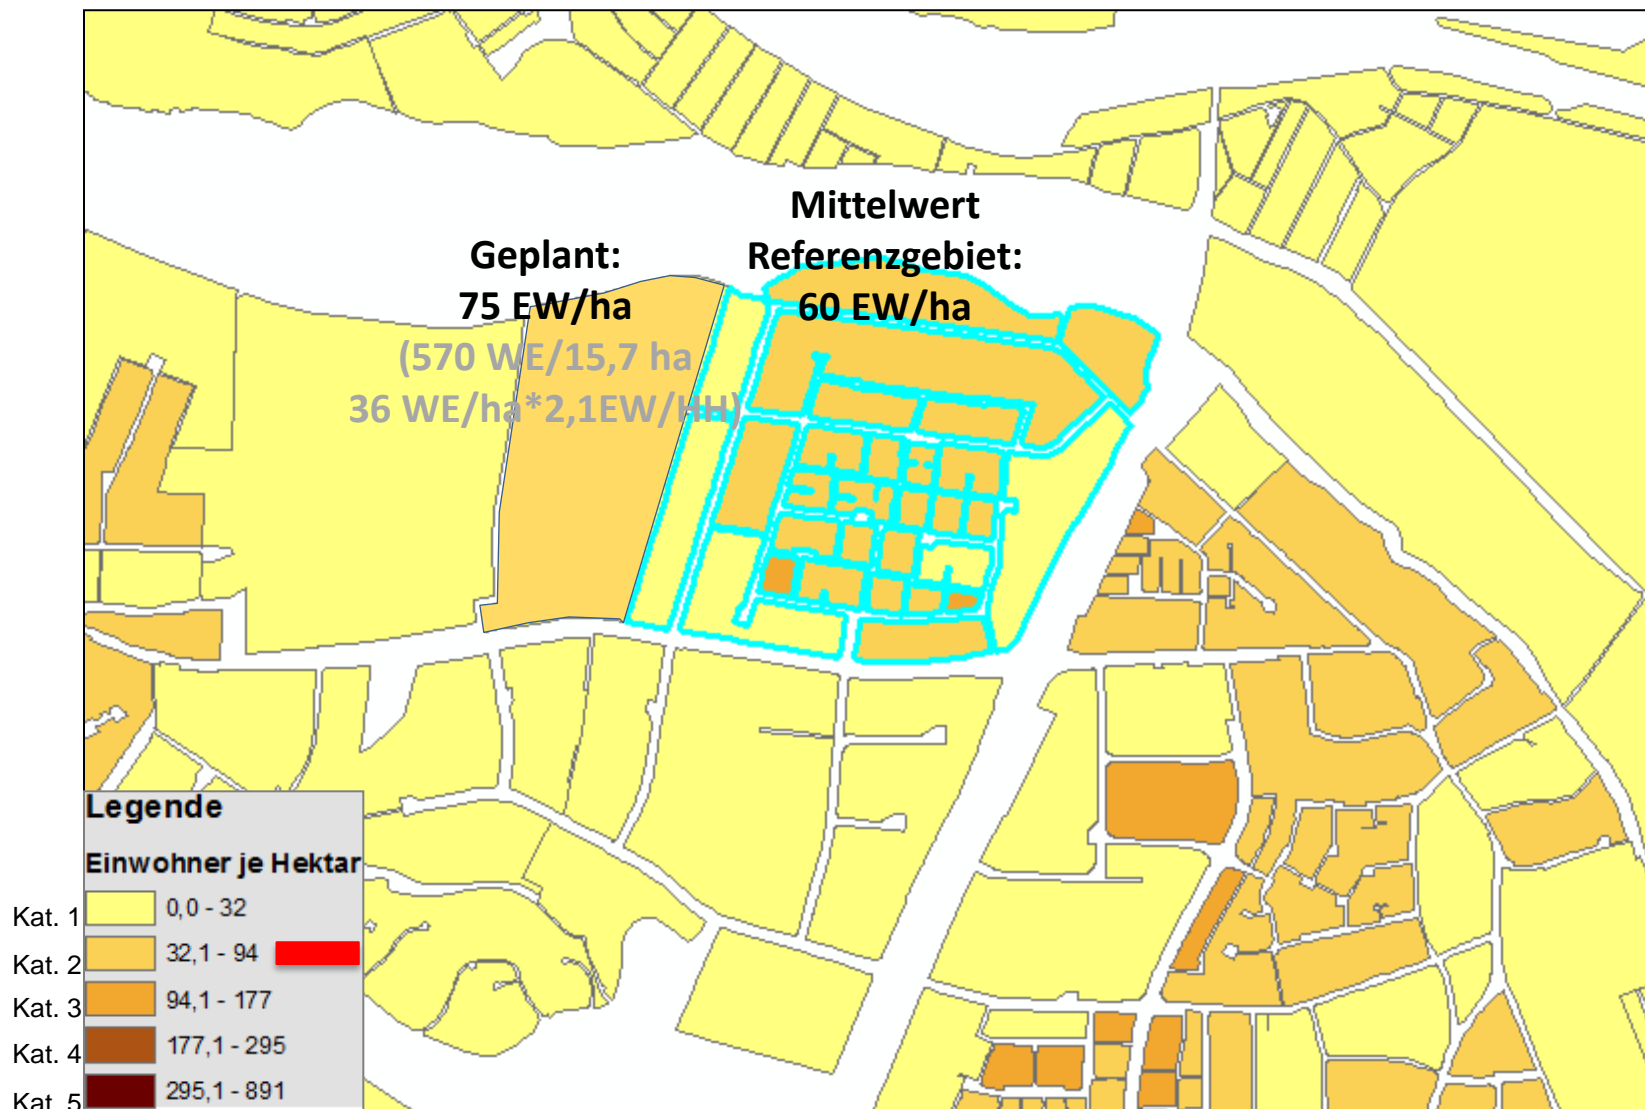 Mittelwert
Referenzgebiet:
60 EW/ha
Geplant:
75 EW/ha
(570 WE/15,7 ha
36 WE/ha*2,1EW/HH)
Legende
Einwohner je Hektar
Kat. 1 0,0 - 32
Kat. 2 32,1 - 94
Kat. 3 94,1 - 177
Kat. 4 177,1 - 295
Kat. 5 295,1 - 891